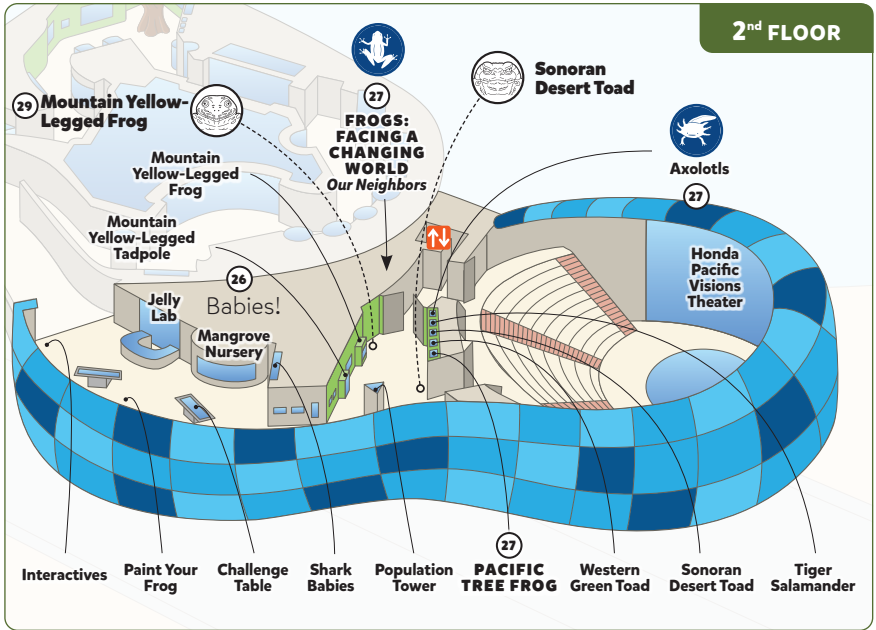 2nd FLOOR
29 Mountain Yellow-
Legged Frog
27
FROGS:
FACING A
CHANGING
WORLD
Our Neighbors
Sonoran
Desert Toad
Axolotls
27
Mountain
Yellow-Legged
Frog
Mountain
Yellow-Legged
Tadpole
26
Babies!
Jelly
Lab
Mangrove
Nursery
Honda
Pacific
Visions
Theater
Interactives
Paint Your
Frog
Challenge
Table
Shark
Babies
Population
Tower
27
PACIFIC
TREE FROG
Western
Green Toad
Sonoran
Desert Toad
Tiger
Salamander